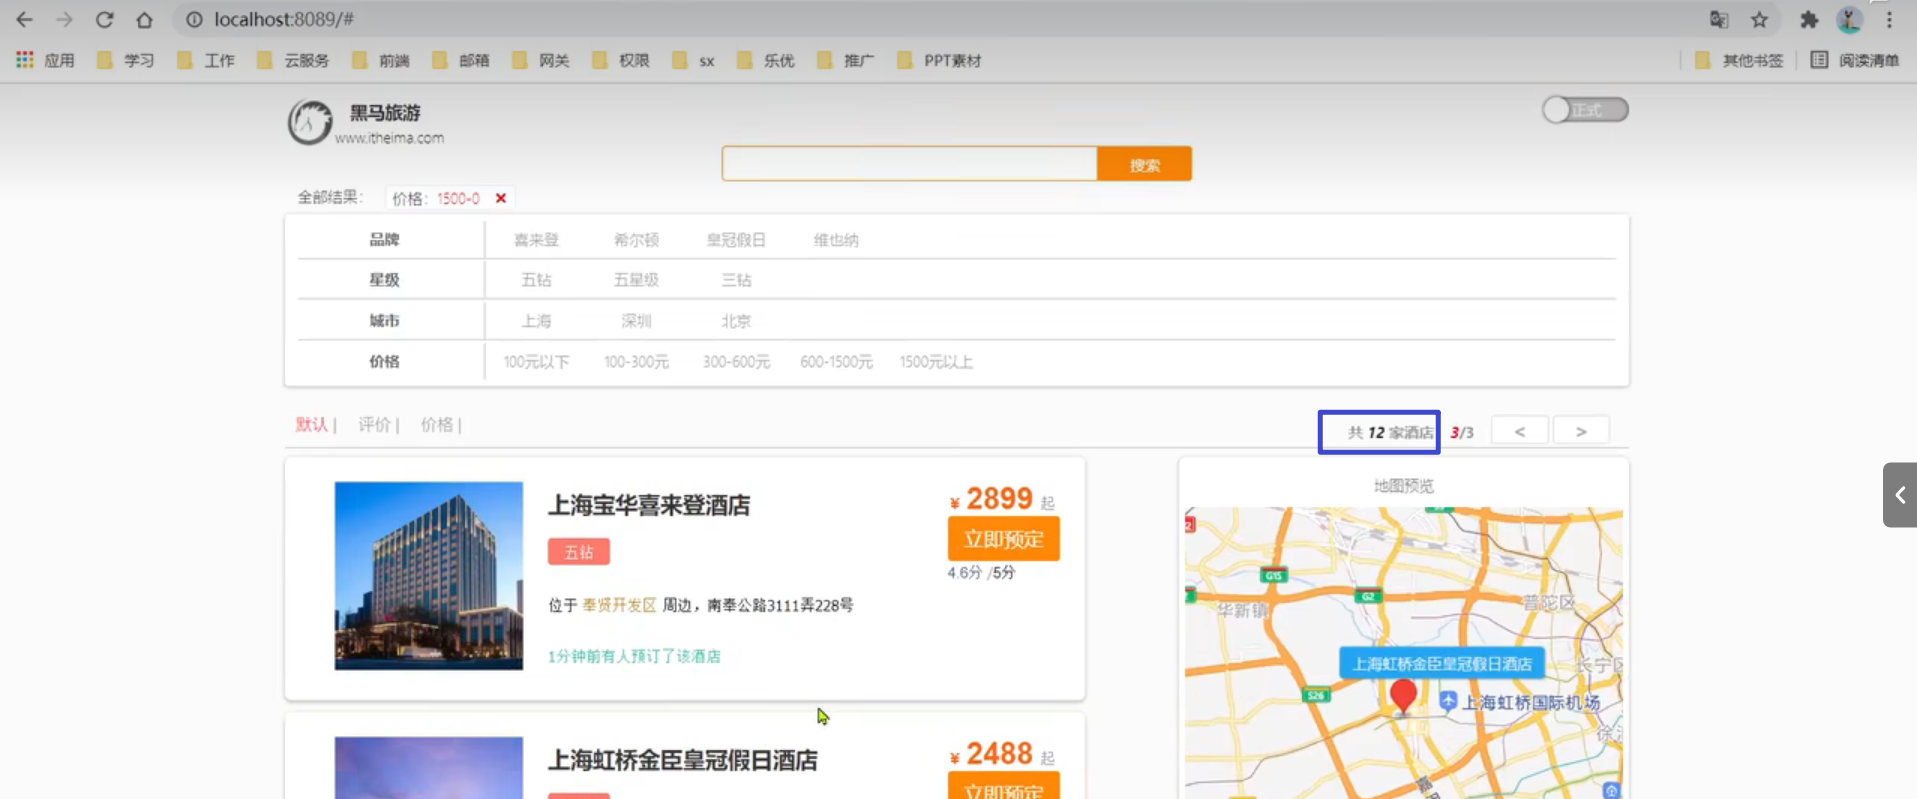 localhost:8089/#
应用 学习 工作 云服务 前端 邮箱 网关 权限 sx 乐优 推广 PPT素材 其他书签 阅读清单
黑马旅游
www.itheima.com
正式
搜索
全部结果： 价格：1500-0 ×
品牌 喜来登 希尔顿 皇冠假日 维也纳
星级 五钻 五星级 三钻
城市 上海 深圳 北京
价格 100元以下 100-300元 300-600元 600-1500元 1500元以上
默认 | 评价 | 价格 | 共 12 家酒店 3/3 < >
上海宝华喜来登酒店
¥ 2899 起
五钻
立即预定
4.6分 /5分
位于 奉贤开发区 周边，南奉公路3111弄228号
1分钟前有人预订了该酒店
上海虹桥金臣皇冠假日酒店
¥ 2488 起
立即预定
地图预览
G15
G2
华新镇
普陀区
上海虹桥金臣皇冠假日酒店
长宁区
S26
上海虹桥国际机场